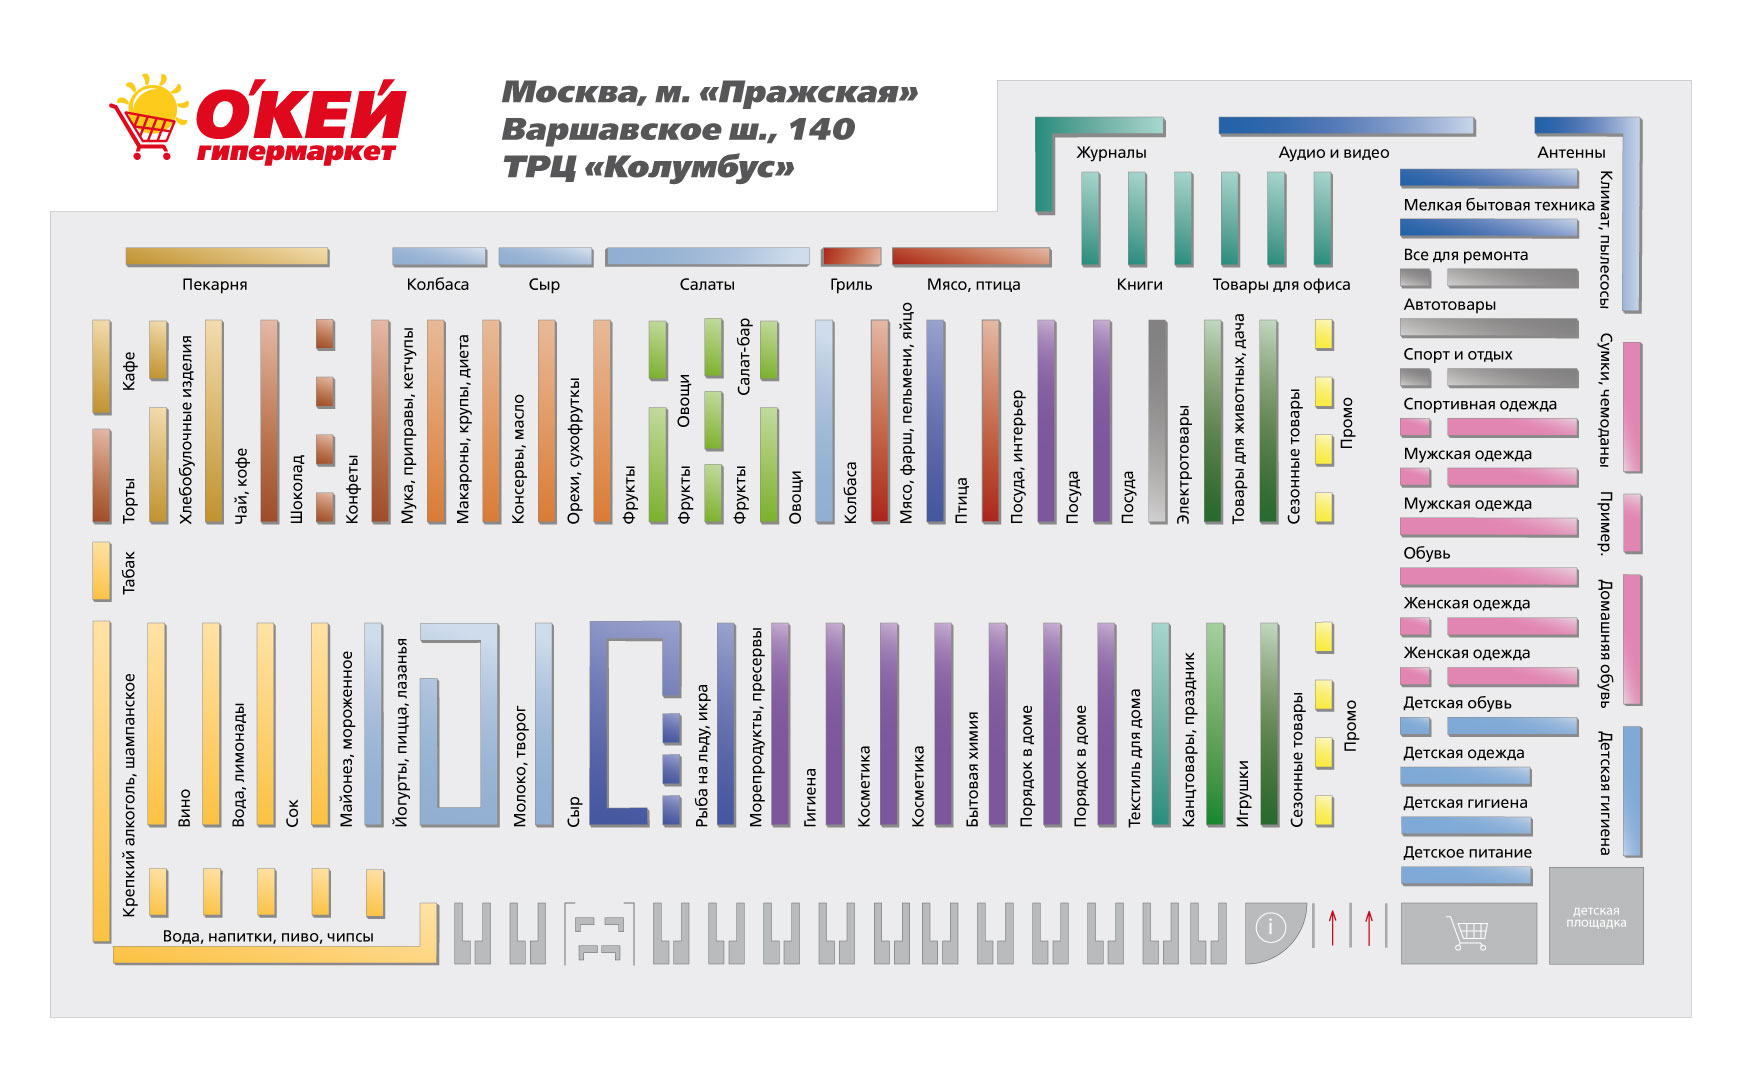 О'КЕЙ
гипермаркет
Москва, м. «Пражская»
Варшавское ш., 140
ТРЦ «Колумбус»
Журналы
Аудио и видео
Антенны
Климат, пылесосы
Мелкая бытовая техника
Все для ремонта
Автотовары
Спорт и отдых
Спортивная одежда
Мужская одежда
Мужская одежда
Обувь
Женская одежда
Женская одежда
Детская обувь
Детская одежда
Детская гигиена
Детское питание
Сумки, чемоданы
Пример.
Домашняя обувь
Детская гигиена
Пекарня
Колбаса
Сыр
Салаты
Гриль
Мясо, птица
Книги
Товары для офиса
Кафе
Торты
Хлебобулочные изделия
Чай, кофе
Шоколад
Конфеты
Мука, приправы, кетчупы
Макароны, крупы, диета
Консервы, масло
Орехи, сухофруткы
Фрукты
Овощи
Фрукты
Салат-бар
Фрукты
Овощи
Колбаса
Мясо, фарш, пельмени, яйцо
Птица
Посуда, интерьер
Посуда
Посуда
Электротовары
Товары для животных, дача
Сезонные товары
Промо
Табак
Крепкий алкоголь, шампанское
Вино
Вода, лимонады
Сок
Майонез, мороженное
Йогурты, пицца, лазанья
Молоко, творог
Сыр
Рыба на льду, икра
Морепродукты, пресервы
Гигиена
Косметика
Косметика
Бытовая химия
Порядок в доме
Порядок в доме
Текстиль для дома
Канцтовары, праздник
Игрушки
Сезонные товары
Промо
Вода, напитки, пиво, чипсы
i
детская
площадка